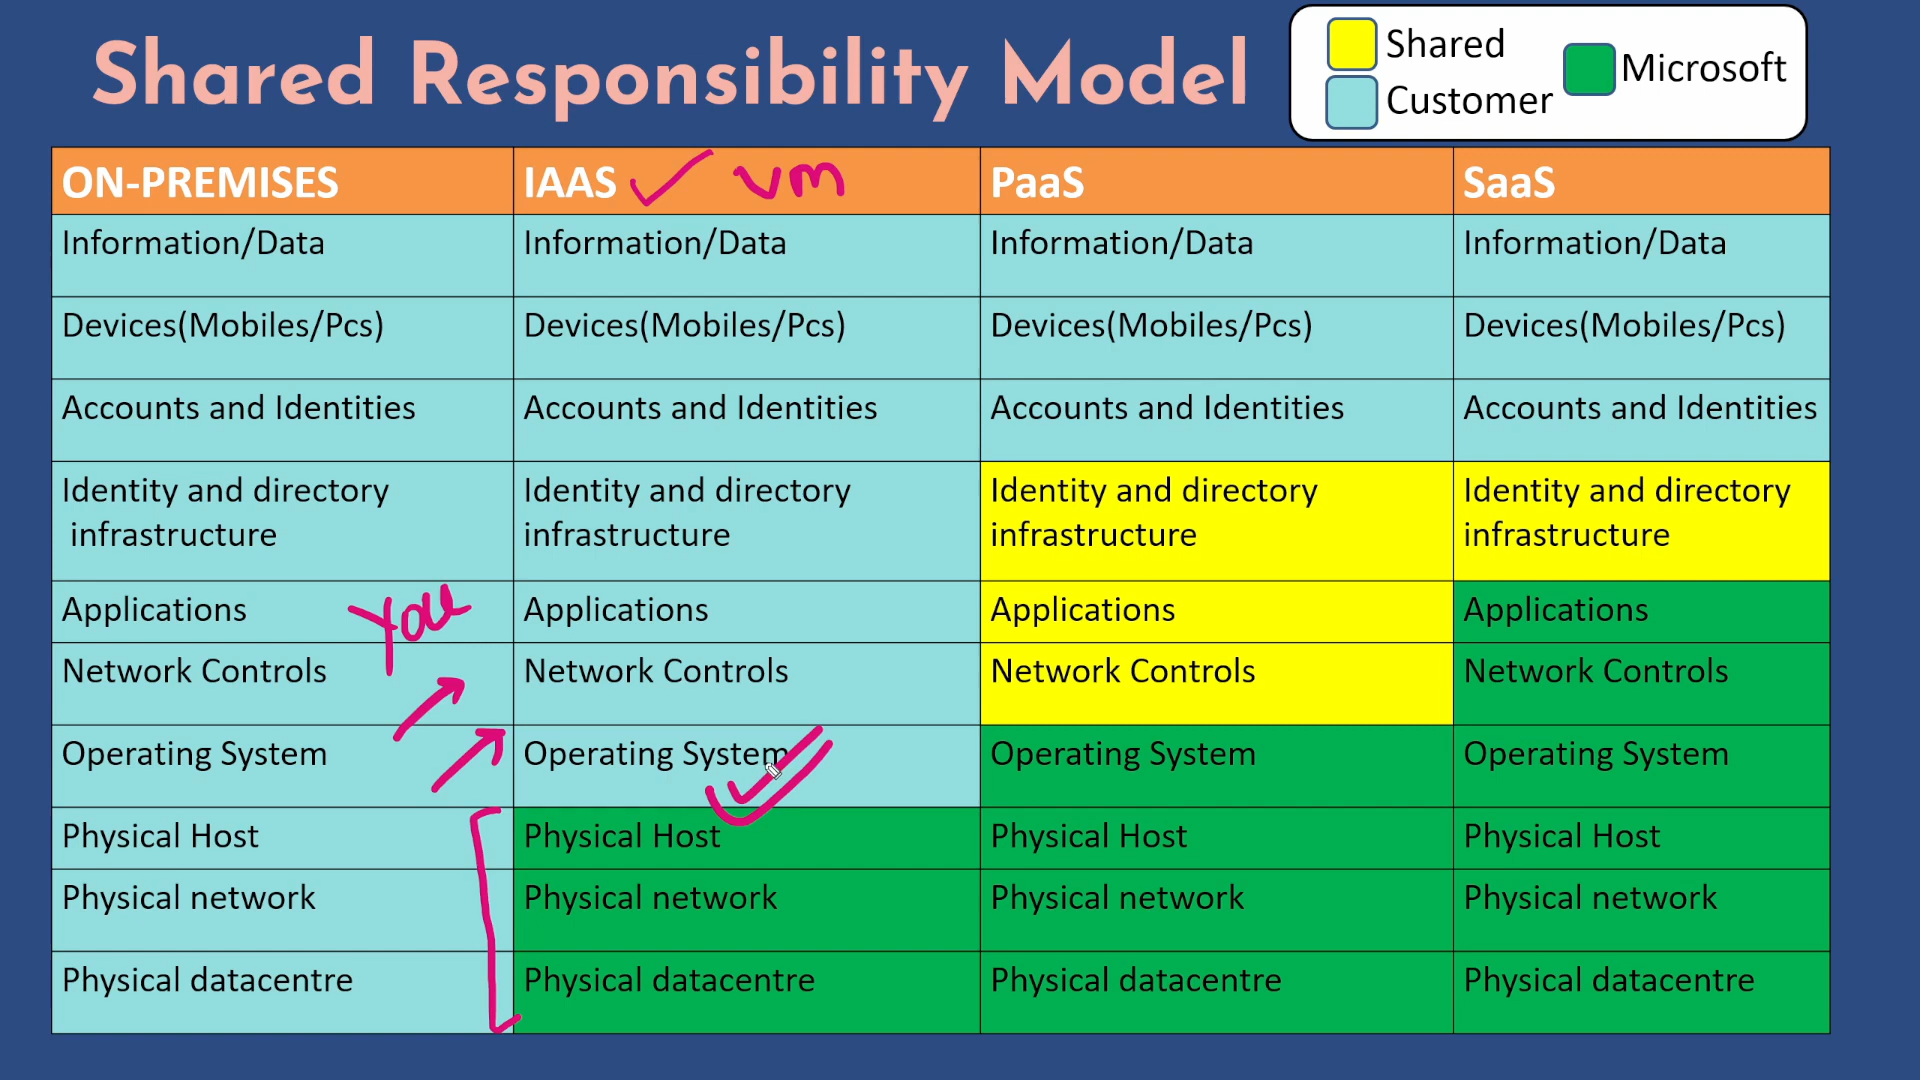 Shared Responsibility Model
Shared
Customer
Microsoft
ON-PREMISES
IAAS
vm
PaaS
SaaS
Information/Data
Information/Data
Information/Data
Information/Data
Devices(Mobiles/Pcs)
Devices(Mobiles/Pcs)
Devices(Mobiles/Pcs)
Devices(Mobiles/Pcs)
Accounts and Identities
Accounts and Identities
Accounts and Identities
Accounts and Identities
Identity and directory
infrastructure
Identity and directory
infrastructure
Identity and directory
infrastructure
Identity and directory
infrastructure
Applications
You
Applications
Applications
Applications
Network Controls
Network Controls
Network Controls
Network Controls
Operating System
Operating System
Operating System
Operating System
Physical Host
Physical Host
Physical Host
Physical Host
Physical network
Physical network
Physical network
Physical network
Physical datacentre
Physical datacentre
Physical datacentre
Physical datacentre